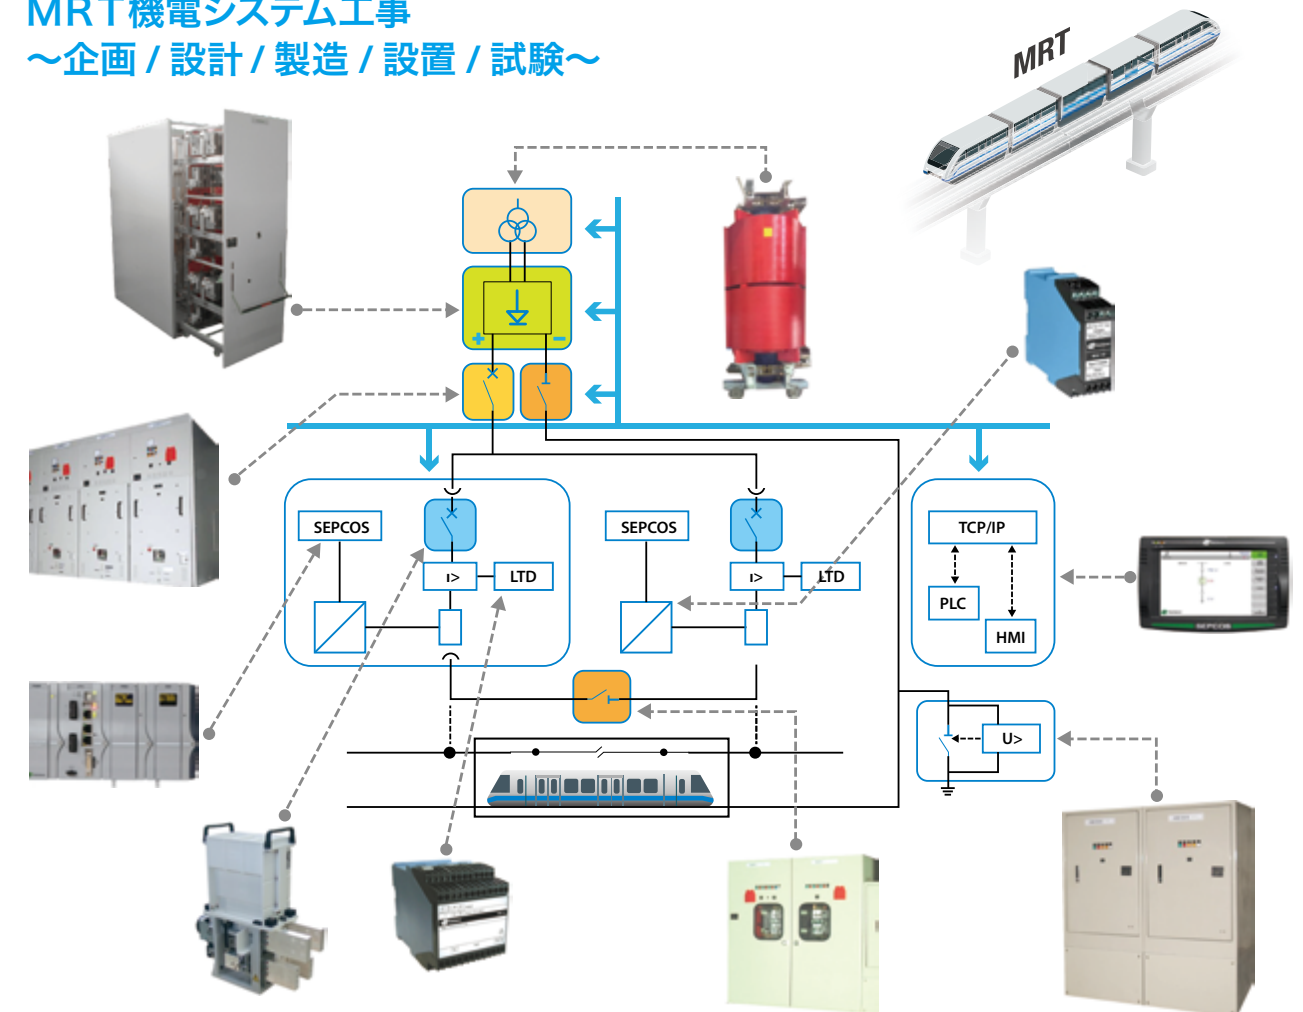 MRT機電システム工事
～企画 / 設計 / 製造 / 設置 / 試験～
MRT
SEPCOS
I>
LTD
SEPCOS
I>
LTD
TCP/IP
PLC
HMI
U>
SEPCOS